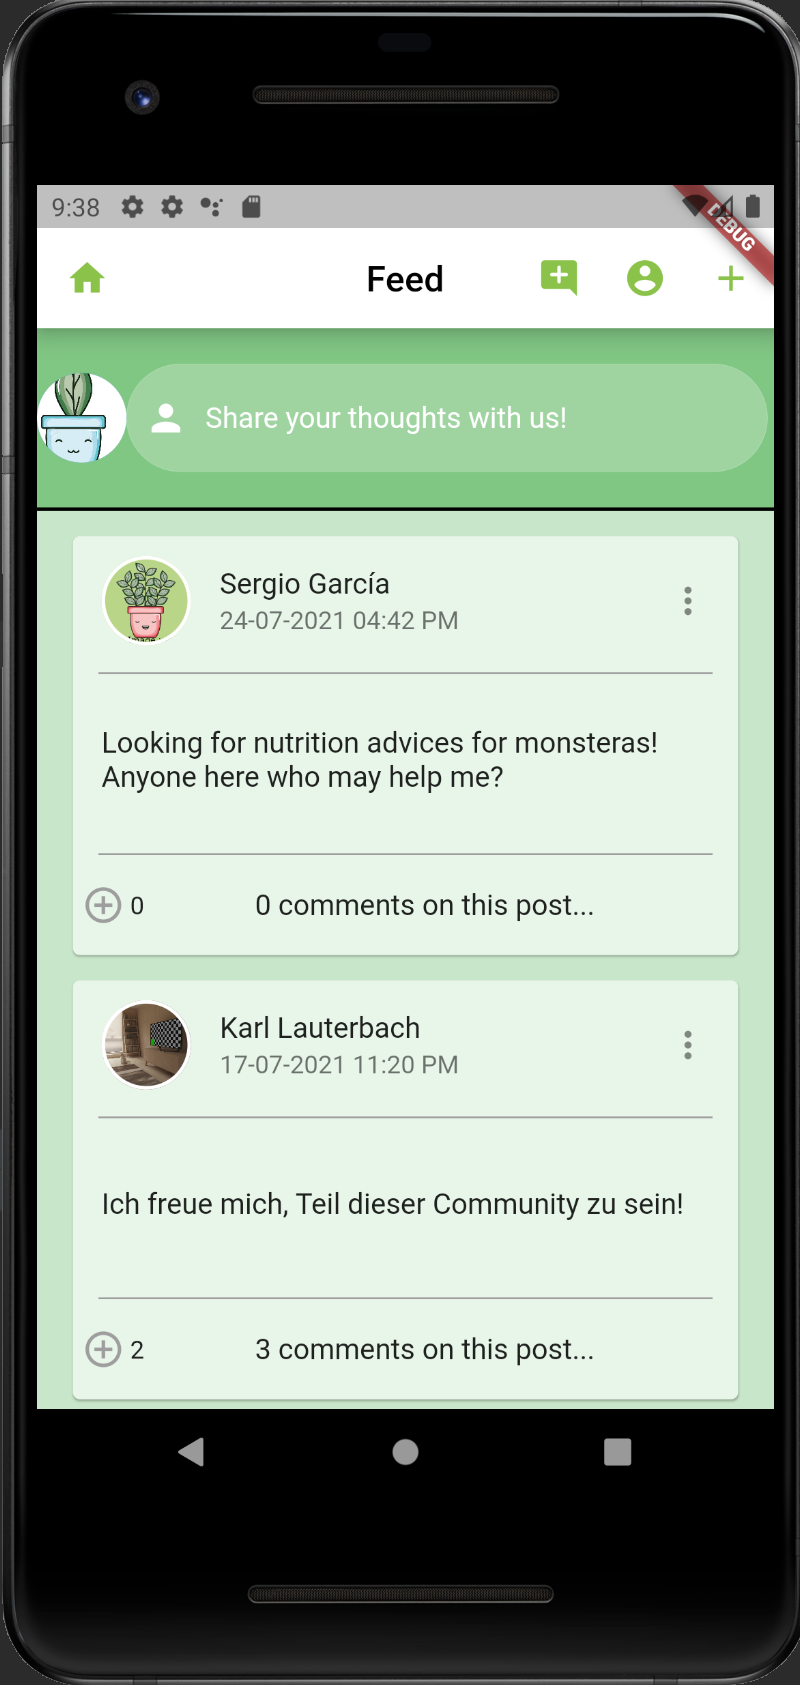 9:38
DEBUG
Feed
Share your thoughts with us!
Sergio García
24-07-2021 04:42 PM
Looking for nutrition advices for monsteras!
Anyone here who may help me?
0
0 comments on this post...
Karl Lauterbach
17-07-2021 11:20 PM
Ich freue mich, Teil dieser Community zu sein!
2
3 comments on this post...